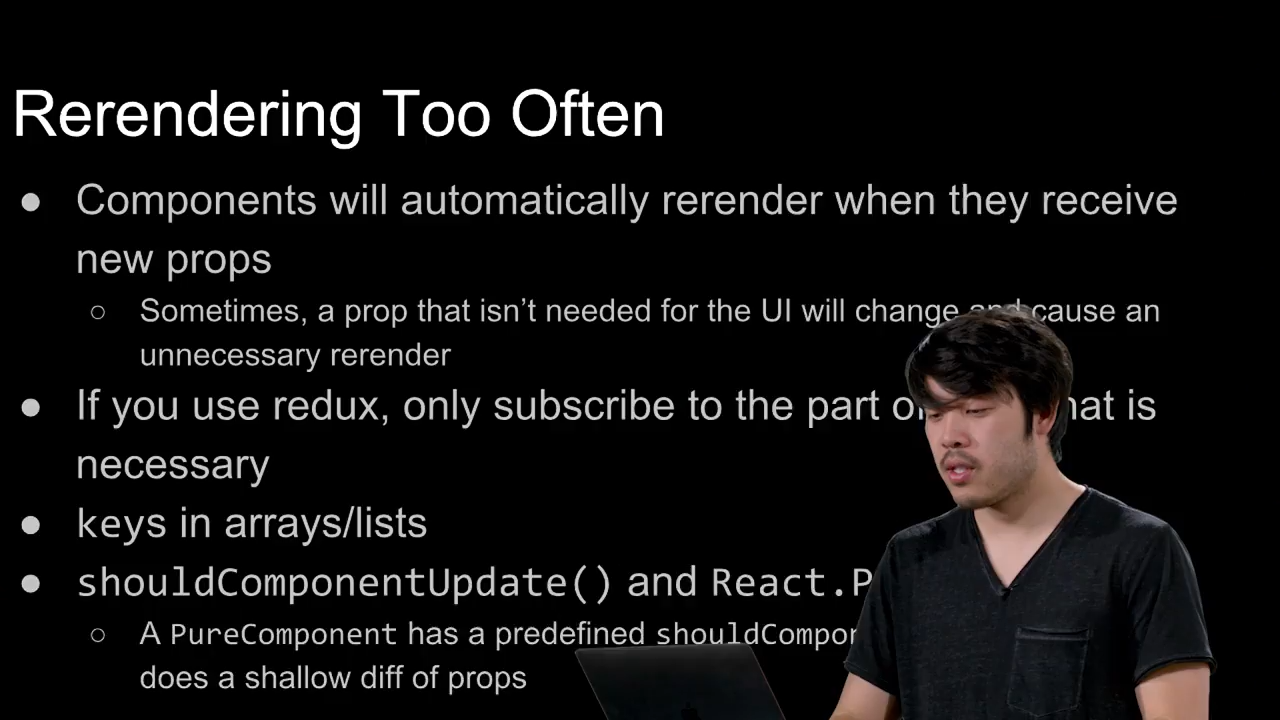 Rerendering Too Often
● Components will automatically rerender when they receive
new props
○ Sometimes, a prop that isn't needed for the UI will change and cause an
unnecessary rerender
● If you use redux, only subscribe to the part hat is
necessary
● keys in arrays/lists
● shouldComponentUpdate() and React.P
○ A PureComponent has a predefined shouldCompon
does a shallow diff of props